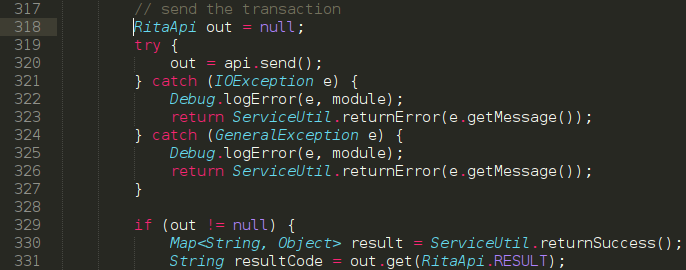 317 // send the transaction
318 RitaApi out = null;
319 try {
320 out = api.send();
321 } catch (IOException e) {
322 Debug.logError(e, module);
323 return ServiceUtil.returnError(e.getMessage());
324 } catch (GeneralException e) {
325 Debug.logError(e, module);
326 return ServiceUtil.returnError(e.getMessage());
327 }
328
329 if (out != null) {
330 Map<String, Object> result = ServiceUtil.returnSuccess();
331 String resultCode = out.get(RitaApi.RESULT);